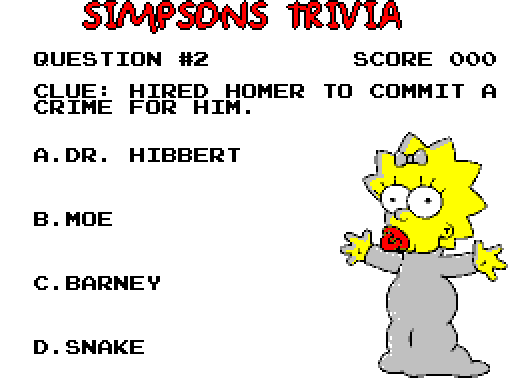 SIMPSONS TRIVIA
QUESTION #2 SCORE 000
CLUE: HIRED HOMER TO COMMIT A
CRIME FOR HIM.
A.DR. HIBBERT
B.MOE
C.BARNEY
D.SNAKE